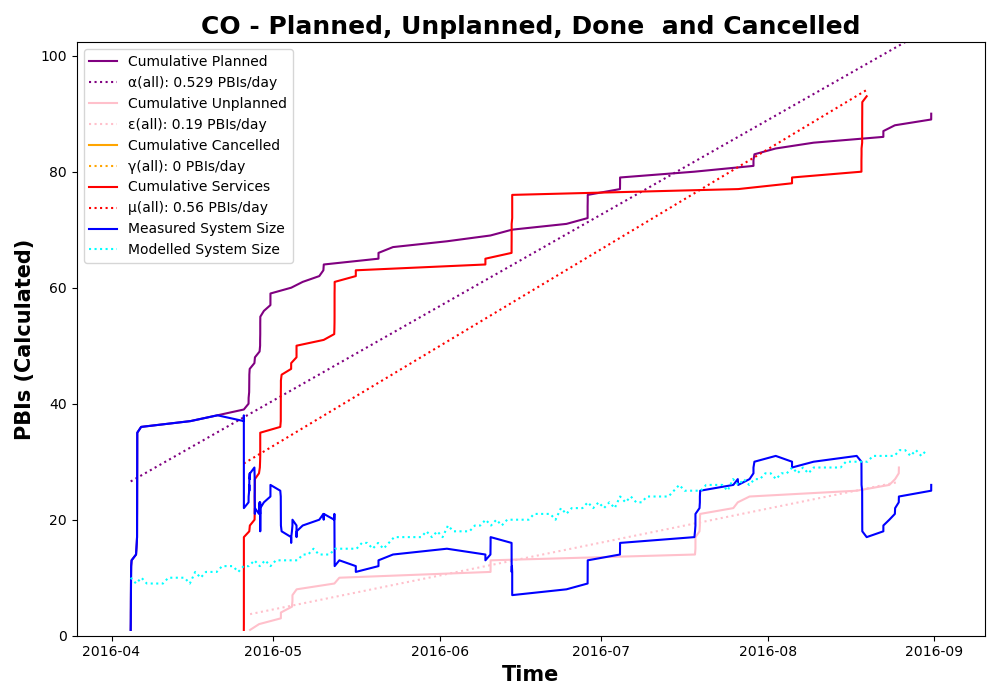 CO - Planned, Unplanned, Done  and Cancelled
PBIs (Calculated)
100
80
60
40
20
0
Cumulative Planned
α(all): 0.529 PBIs/day
Cumulative Unplanned
ε(all): 0.19 PBIs/day
Cumulative Cancelled
γ(all): 0 PBIs/day
Cumulative Services
μ(all): 0.56 PBIs/day
Measured System Size
Modelled System Size
2016-04
2016-05
2016-06
2016-07
2016-08
2016-09
Time